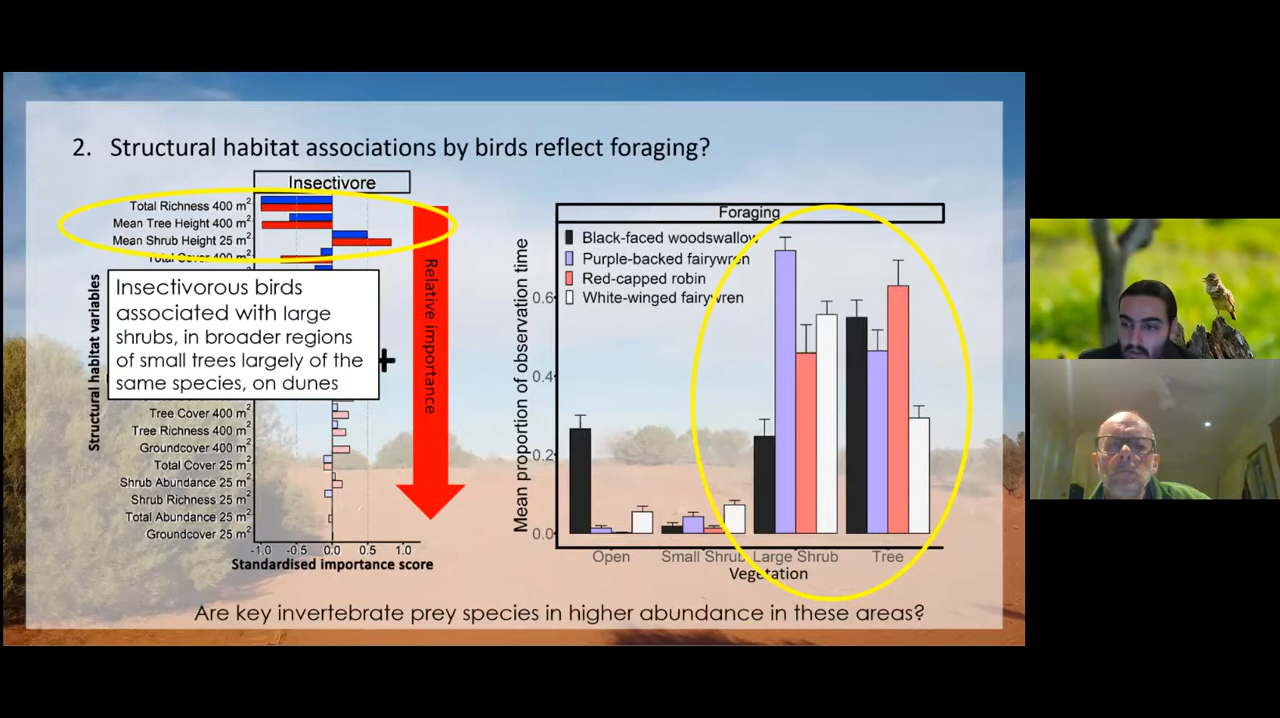 2. Structural habitat associations by birds reflect foraging?
Insectivore
Total Richness 400 m²
Mean Tree Height 400 m²
Mean Shrub Height 25 m²
Total Cover 400 m²
Structural habitat variables
Insectivorous birds
associated with large
shrubs, in broader regions
of small trees largely of the
same species, on dunes
+
Relative importance
Tree Cover 400 m²
Tree Richness 400 m²
Groundcover 400 m²
Total Cover 25 m²
Shrub Abundance 25 m²
Shrub Richness 25 m²
Total Abundance 25 m²
Groundcover 25 m²
-1.0 -0.5 0.0 0.5 1.0
Standardised importance score
Foraging
Black-faced woodswallow
Purple-backed fairywren
Red-capped robin
White-winged fairywren
Mean proportion of observation time
0.6
0.4
0.2
0.0
Open Small Shrub Large Shrub Tree
Vegetation
Are key invertebrate prey species in higher abundance in these areas?